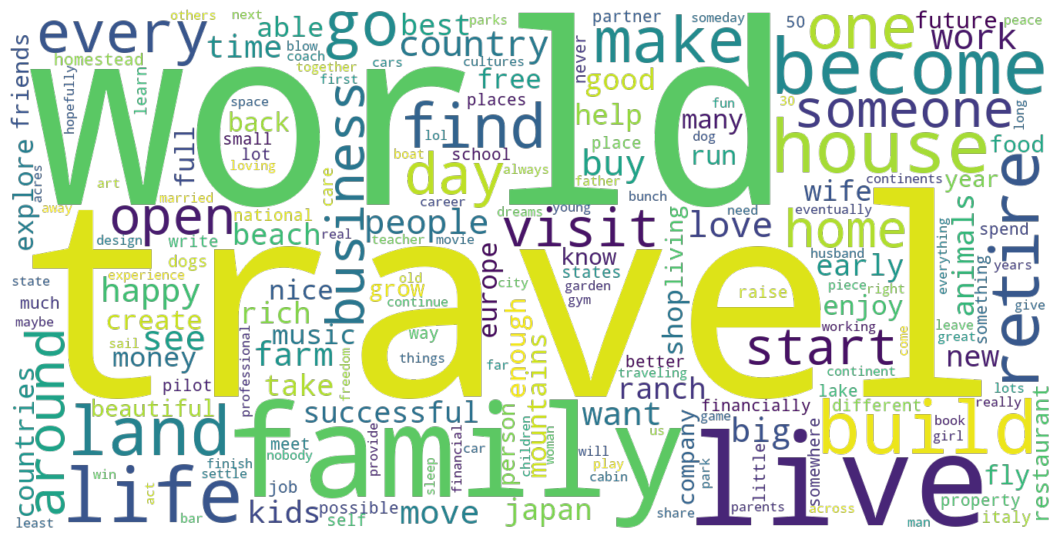 others next parks able best partner someday 50 future peace
every go country make one work
homestead time blow coach together cars cultures never become
friends learn hopefully free first places good 30 someone long
world
space back small lot loving full find lol boat school help many dog fun run house food
explore acres art married care day always place buy father continents year
away career dreams young bunch wife eventually
travel
open national beach business real people teacher movie visit know need love home husband animals spend
design write dogs state experience happy nice grow old europe states garden gym shop living early everything something years retire
much maybe create see rich continue city raise piece right enjoy give
sail money music farm way things far mountains enough better traveling start working come leave great new
countries around pilot professional take freedom ranch continent lake lots
beautiful land successful person want financially game big different build book girl really
family us live
meet nobody finish settle provide financial car children woman will play cabin company park little somewhere fly restaurant
life win act job kids possible self sleep move japan share parents across property italy
least bar man